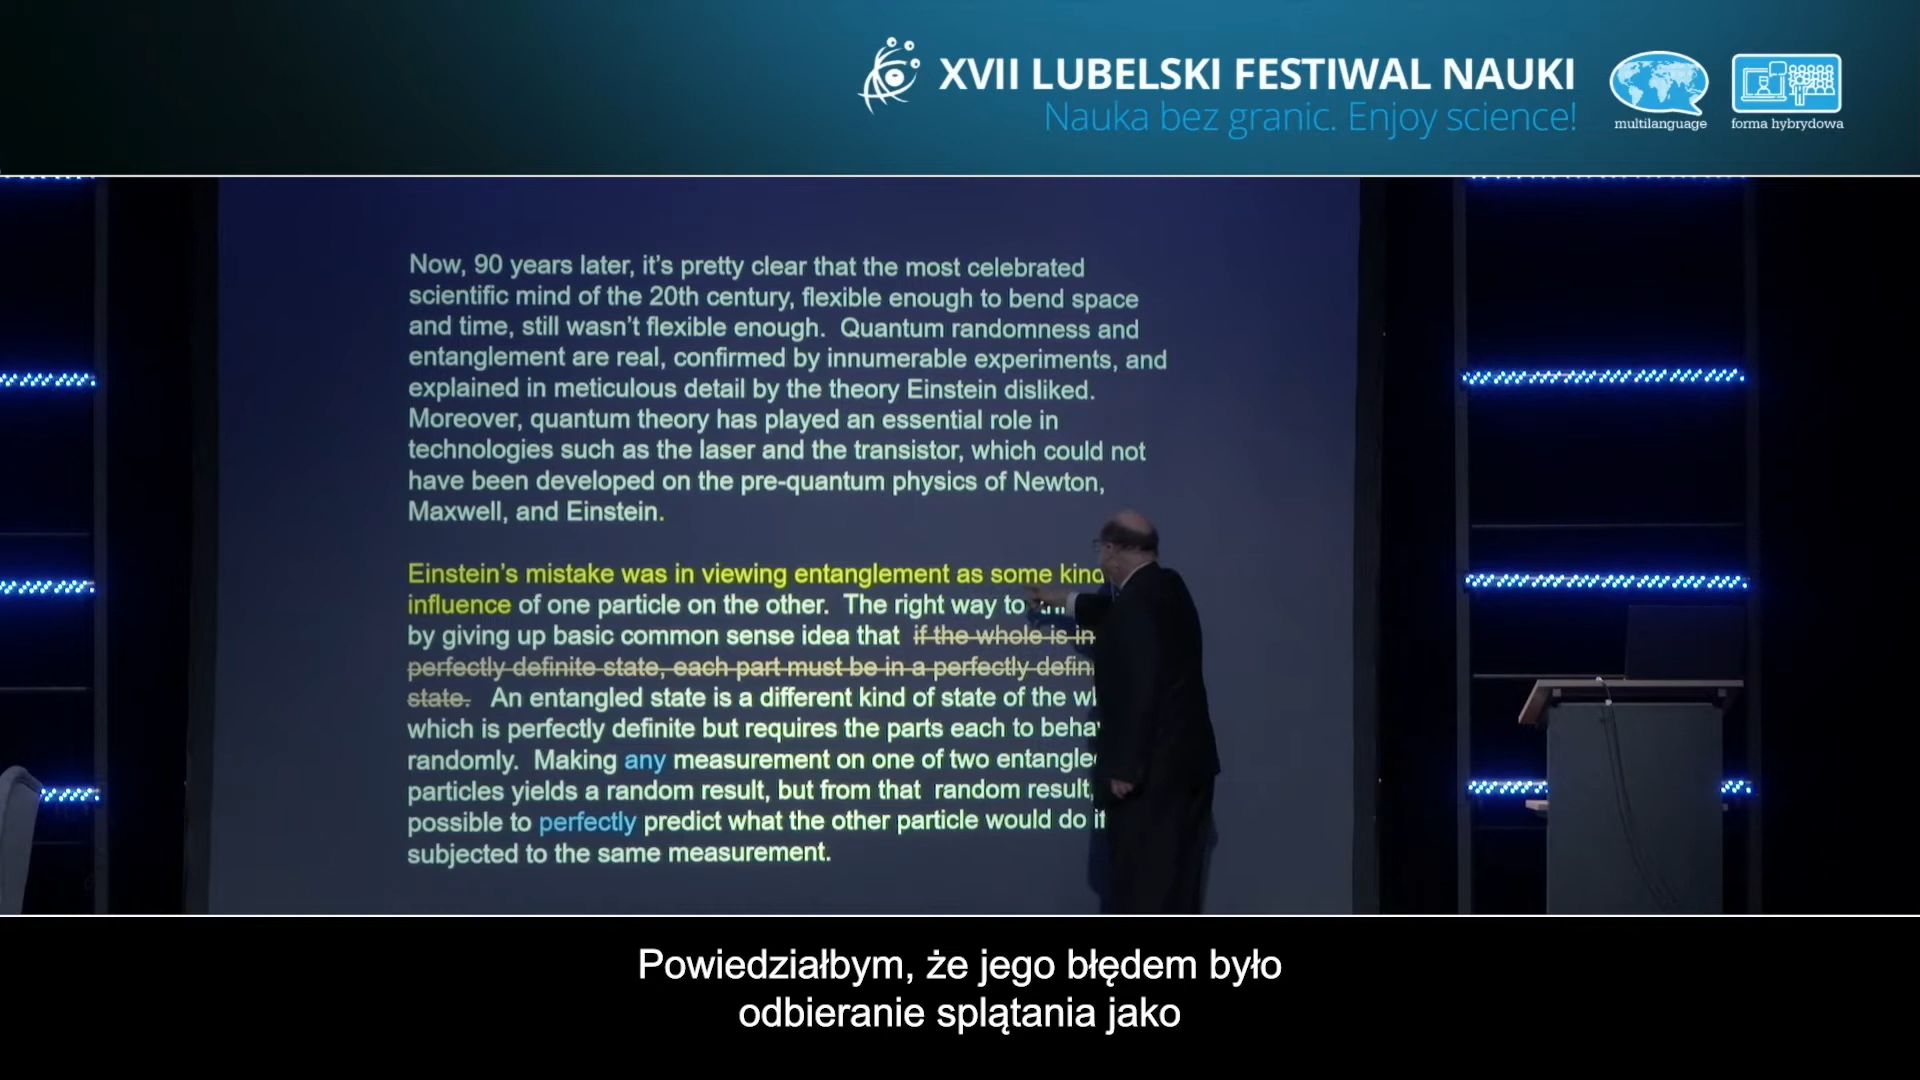 XVII LUBELSKI FESTIWAL NAUKI
Nauka bez granic. Enjoy science!
multilanguage
forma hybrydowa
Now, 90 years later, it's pretty clear that the most celebrated
scientific mind of the 20th century, flexible enough to bend space
and time, still wasn't flexible enough. Quantum randomness and
entanglement are real, confirmed by innumerable experiments, and
explained in meticulous detail by the theory Einstein disliked.
Moreover, quantum theory has played an essential role in
technologies such as the laser and the transistor, which could not
have been developed on the pre-quantum physics of Newton,
Maxwell, and Einstein.
Einstein's mistake was in viewing entanglement as some kind
influence of one particle on the other. The right way to
by giving up basic common sense idea that if the whole is in
perfectly definite state, each part must be in a perfectly
state. An entangled state is a different kind of state of the
which is perfectly definite but requires the parts each to
randomly. Making any measurement on one of two
particles yields a random result, but from that random result,
possible to perfectly predict what the other particle would do
subjected to the same measurement.
Powiedziałbym, że jego błędem było
odbieranie splątania jako